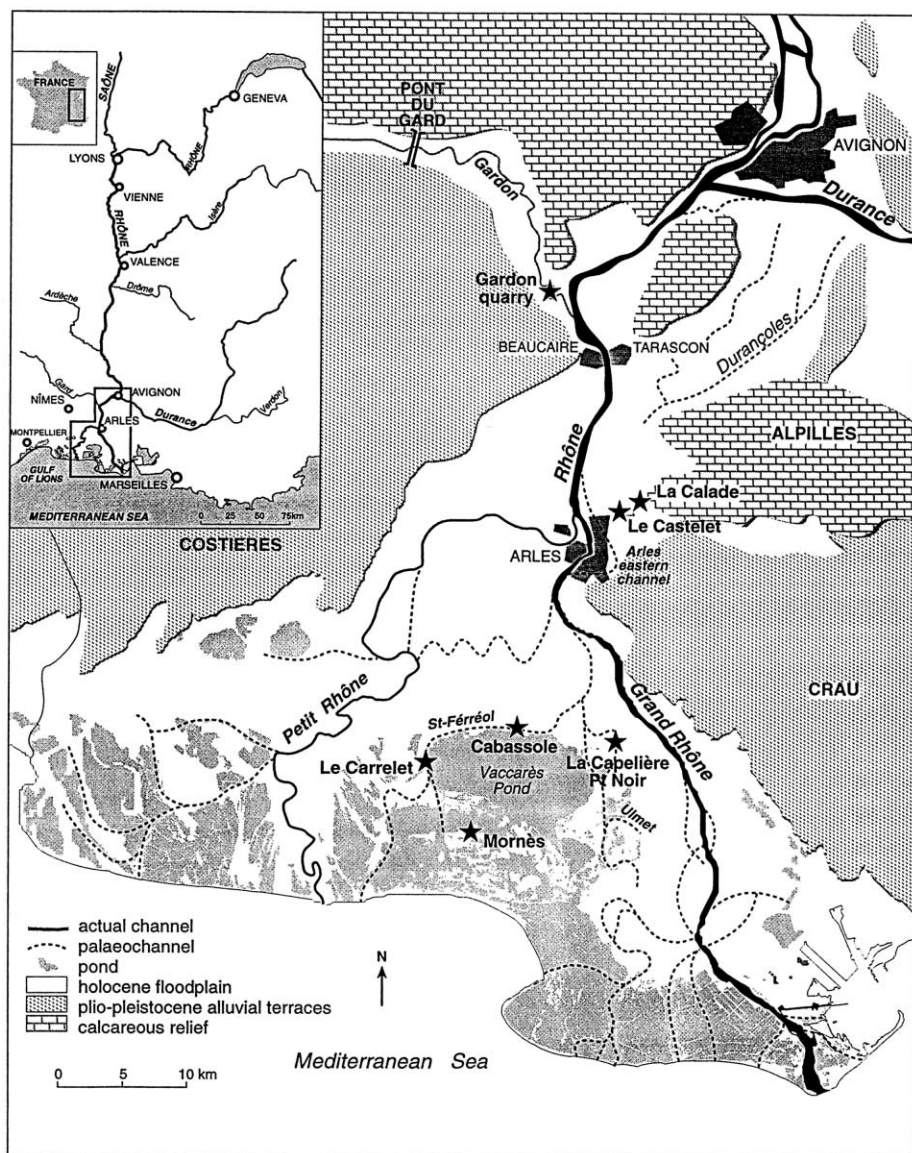 FRANCE
SAÔNE
GENEVA
LYONS
RHÔNE
VIENNE
Isère
RHÔNE
VALENCE
Drôme
Ardèche
Gard
AVIGNON
NÎMES
ARLES
Durance
Verdon
MONTPELLIER
GULF
OF LIONS
MARSEILLES
MEDITERRANEAN SEA
0 25 50 75km
PONT
DU
GARD
Gardon
AVIGNON
Durance
Gardon
quarry
BEAUCAIRE
TARASCON
Durançoles
ALPILLES
Rhône
La Calade
Le Castelet
ARLES
Arles
eastern
channel
COSTIERES
CRAU
Petit Rhône
Grand Rhône
St-Férréol
Cabassole
Le Carrelet
Vaccarès
Pond
La Capelière
Pt Noir
Ulmet
Mornès
actual channel
palaeochannel
pond
holocene floodplain
plio-pleistocene alluvial terraces
calcareous relief
N
0 5 10 km
Mediterranean Sea